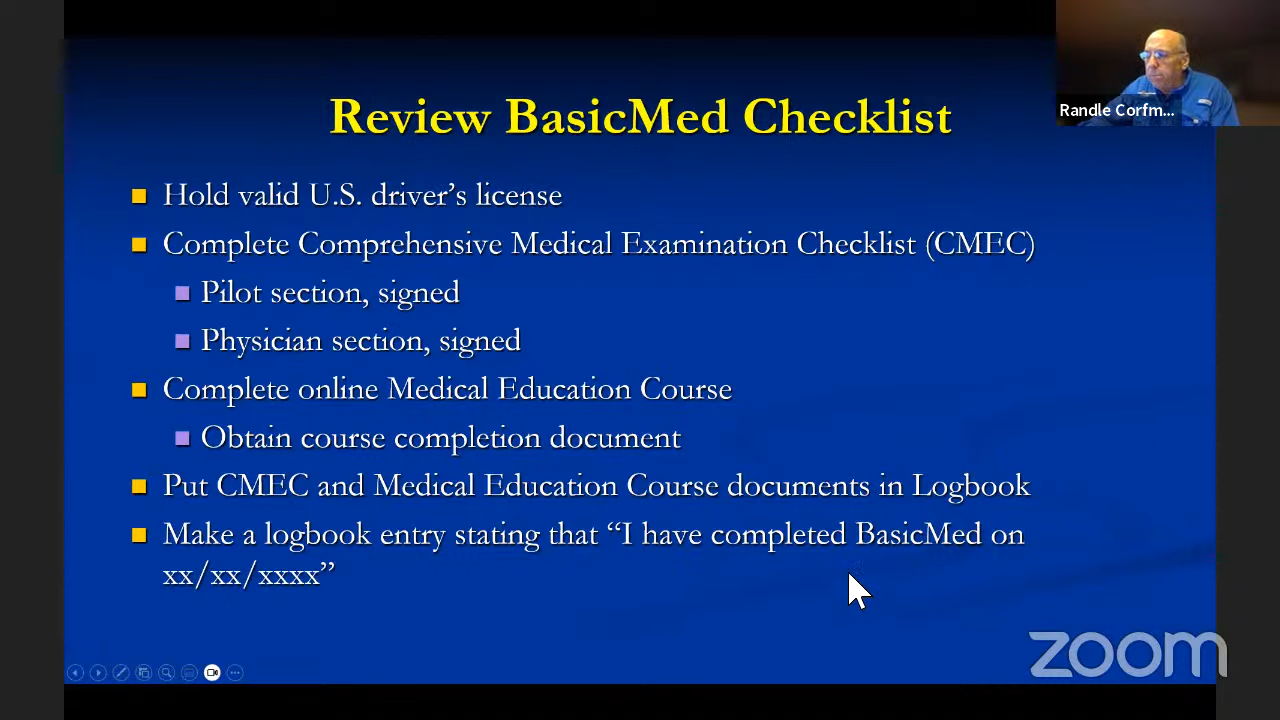 Review BasicMed Checklist
Randle Corfm...
Hold valid U.S. driver’s license
Complete Comprehensive Medical Examination Checklist (CMEC)
Pilot section, signed
Physician section, signed
Complete online Medical Education Course
Obtain course completion document
Put CMEC and Medical Education Course documents in Logbook
Make a logbook entry stating that “I have completed BasicMed on
xx/xx/xxxx”
zoom